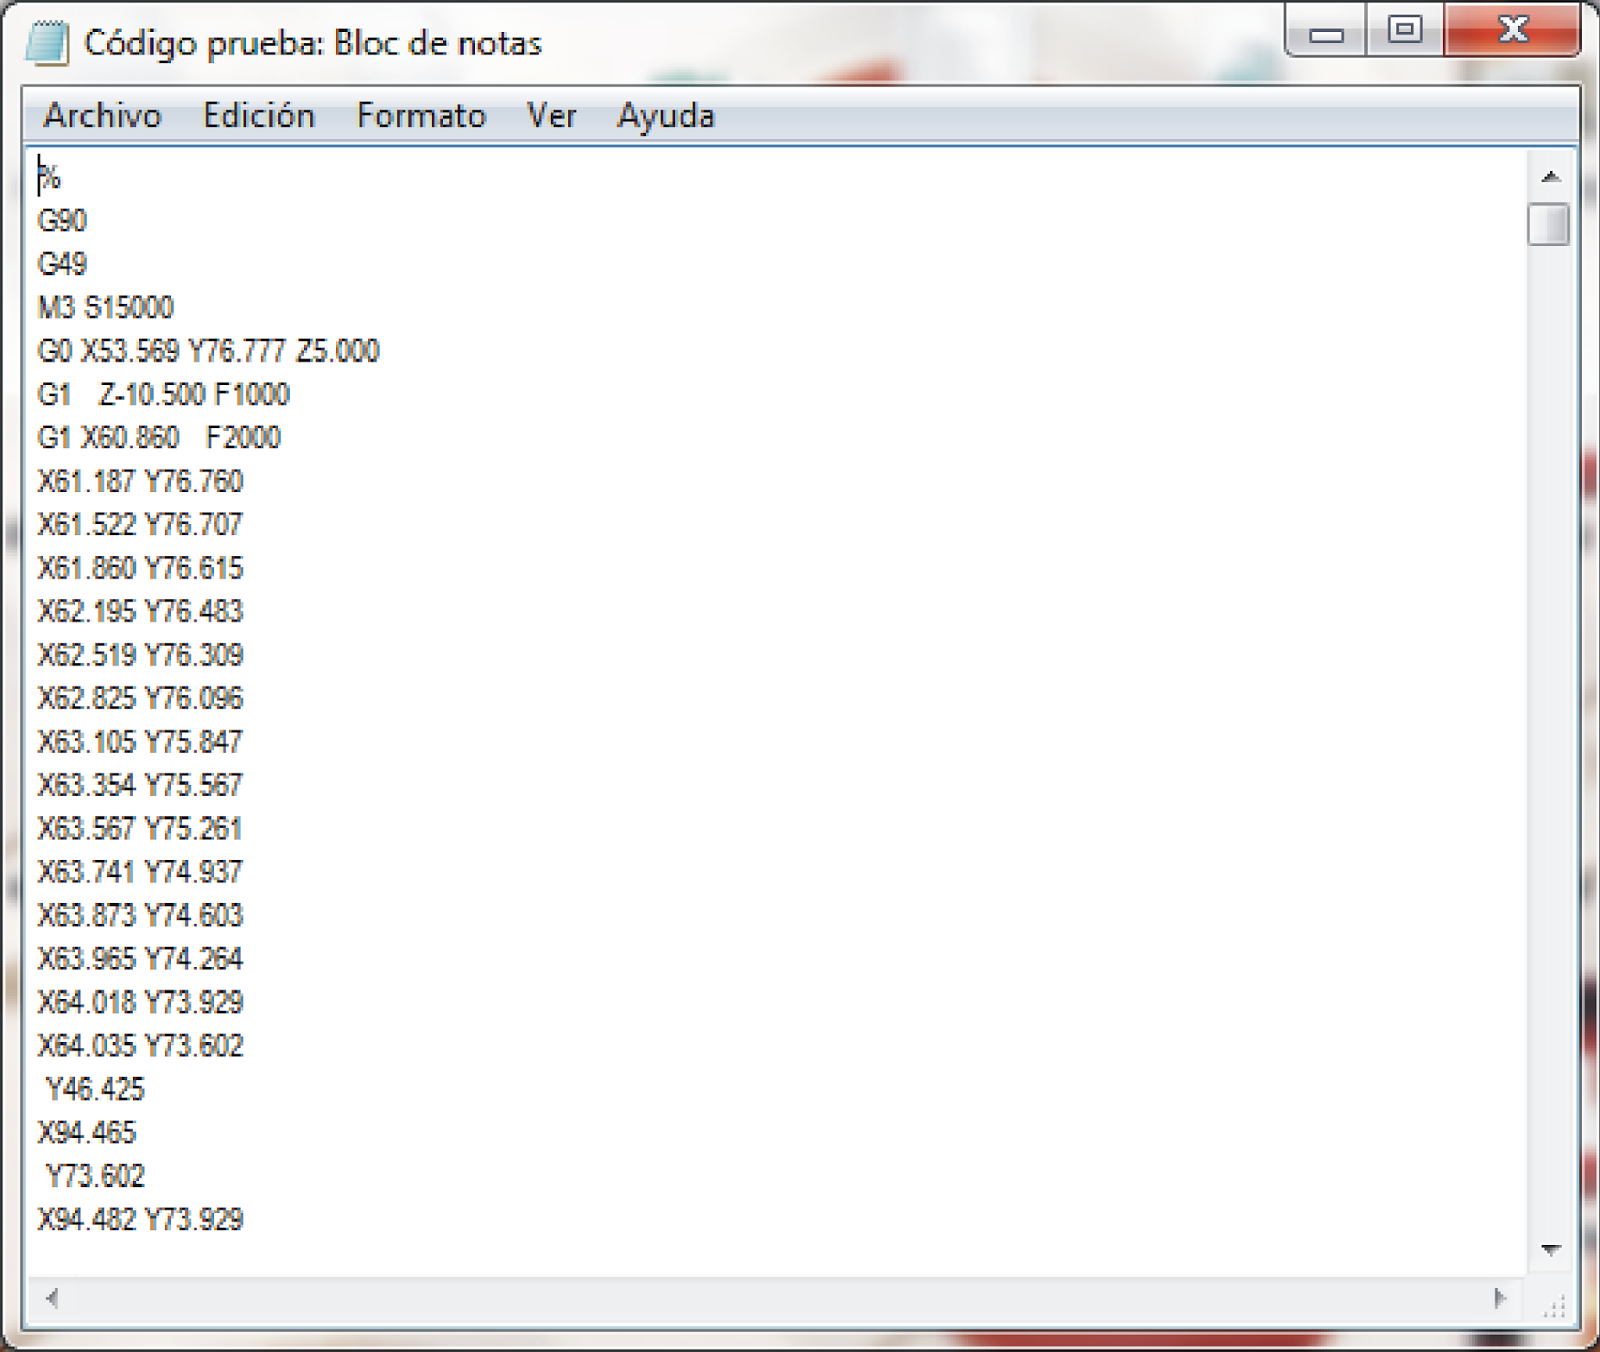 Código prueba: Bloc de notas
Archivo Edición Formato Ver Ayuda
%
G90
G49
M3 S15000
G0 X53.569 Y76.777 Z5.000
G1   Z-10.500 F1000
G1 X60.860   F2000
X61.187 Y76.760
X61.522 Y76.707
X61.860 Y76.615
X62.195 Y76.483
X62.519 Y76.309
X62.825 Y76.096
X63.105 Y75.847
X63.354 Y75.567
X63.567 Y75.261
X63.741 Y74.937
X63.873 Y74.603
X63.965 Y74.264
X64.018 Y73.929
X64.035 Y73.602
 Y46.425
X94.465
 Y73.602
X94.482 Y73.929